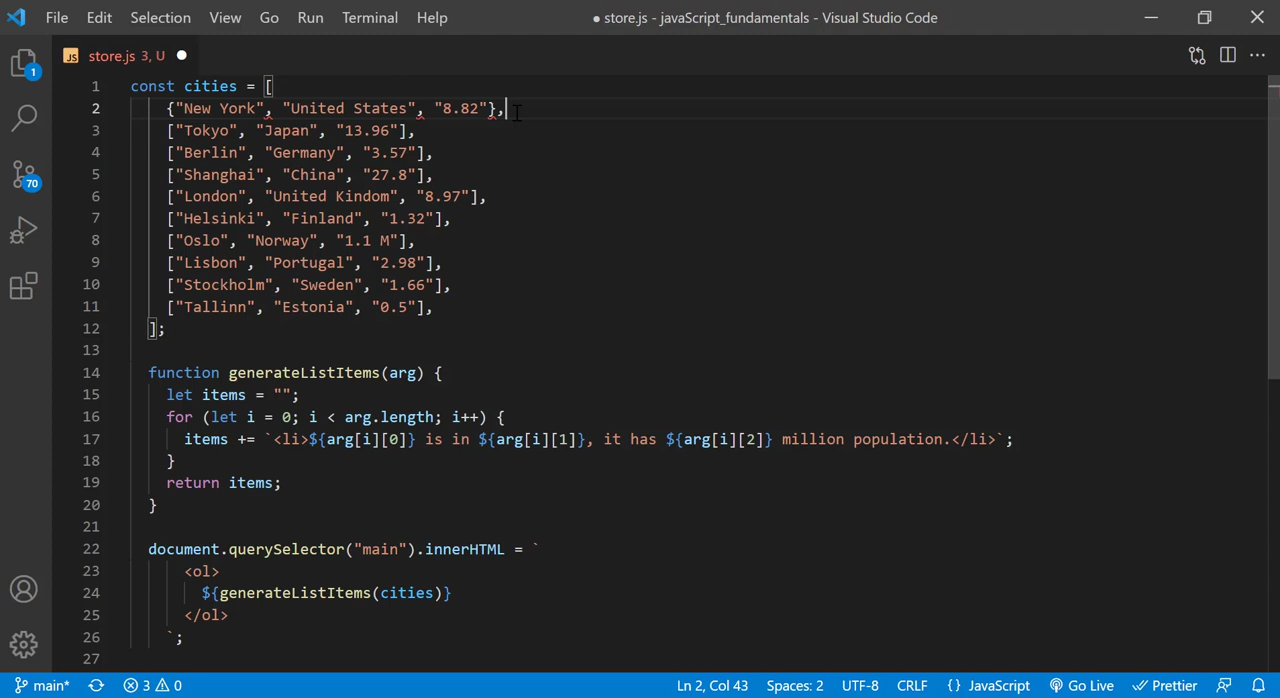 File Edit Selection View Go Run Terminal Help ● store.js - javaScript_fundamentals - Visual Studio Code
JS store.js 3, U ●
1
1 const cities = [
2 {"New York", "United States", "8.82"},
3 ["Tokyo", "Japan", "13.96"],
4 ["Berlin", "Germany", "3.57"],
5 ["Shanghai", "China", "27.8"],
6 ["London", "United Kindom", "8.97"],
7 ["Helsinki", "Finland", "1.32"],
8 ["Oslo", "Norway", "1.1 M"],
9 ["Lisbon", "Portugal", "2.98"],
10 ["Stockholm", "Sweden", "1.66"],
11 ["Tallinn", "Estonia", "0.5"],
12 ];
13
14 function generateListItems(arg) {
15 let items = "";
16 for (let i = 0; i < arg.length; i++) {
17 items += `<li>${arg[i][0]} is in ${arg[i][1]}, it has ${arg[i][2]} million population.</li>`;
18 }
19 return items;
20 }
21
22 document.querySelector("main").innerHTML = `
23 <ol>
24 ${generateListItems(cities)}
25 </ol>
26 `;
27
70
main* 3 0 Ln 2, Col 43 Spaces: 2 UTF-8 CRLF {} JavaScript Go Live Prettier